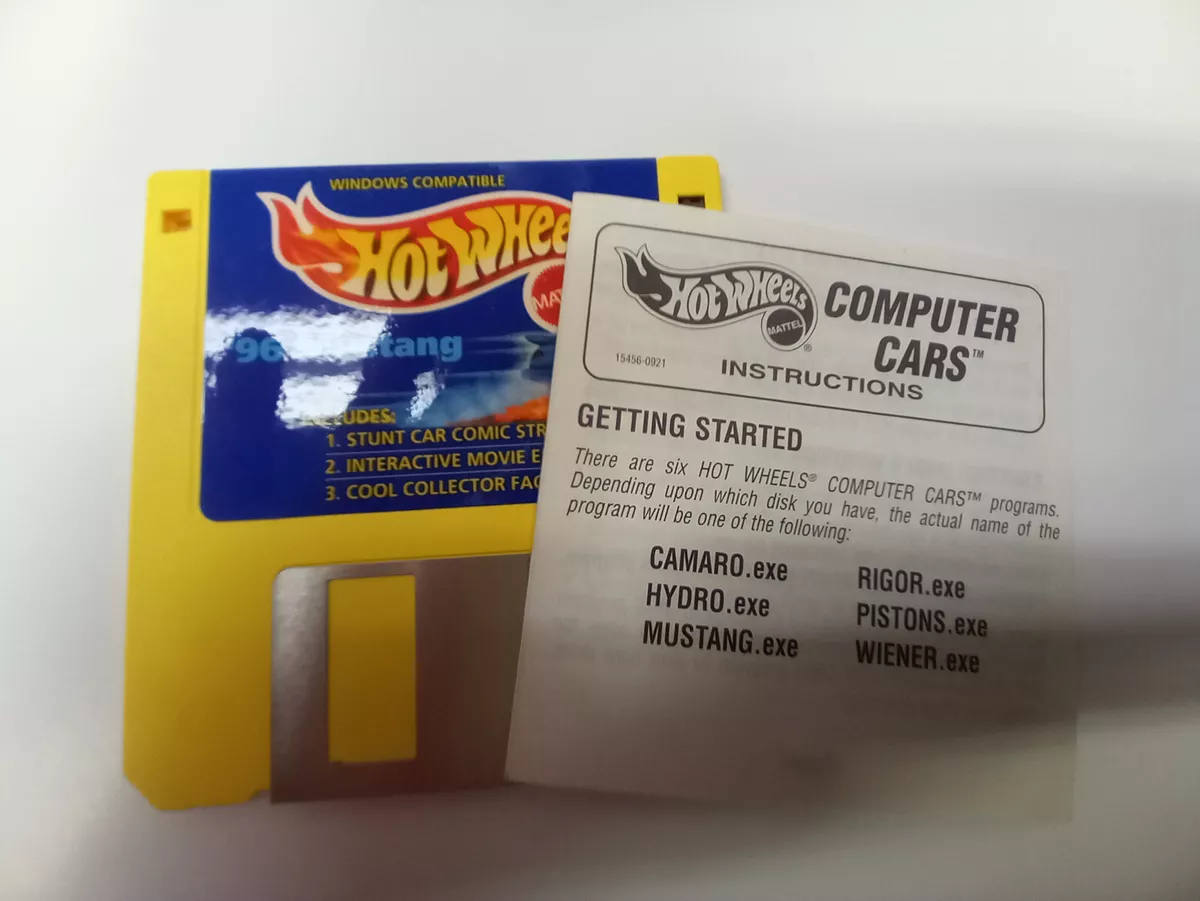 WINDOWS COMPATIBLE
HOT WHEE
MA
96 tang
UDES:
1. STUNT CAR COMIC STR
2. INTERACTIVE MOVIE E
3. COOL COLLECTOR FAC
HOT WHEELS
MATTEL
®
COMPUTER
CARS™
15456-0921
INSTRUCTIONS
GETTING STARTED
There are six HOT WHEELS® COMPUTER CARS™ programs.
Depending upon which disk you have, the actual name of the
program will be one of the following:
CAMARO.exe RIGOR.exe
HYDRO.exe PISTONS.exe
MUSTANG.exe WIENER.exe